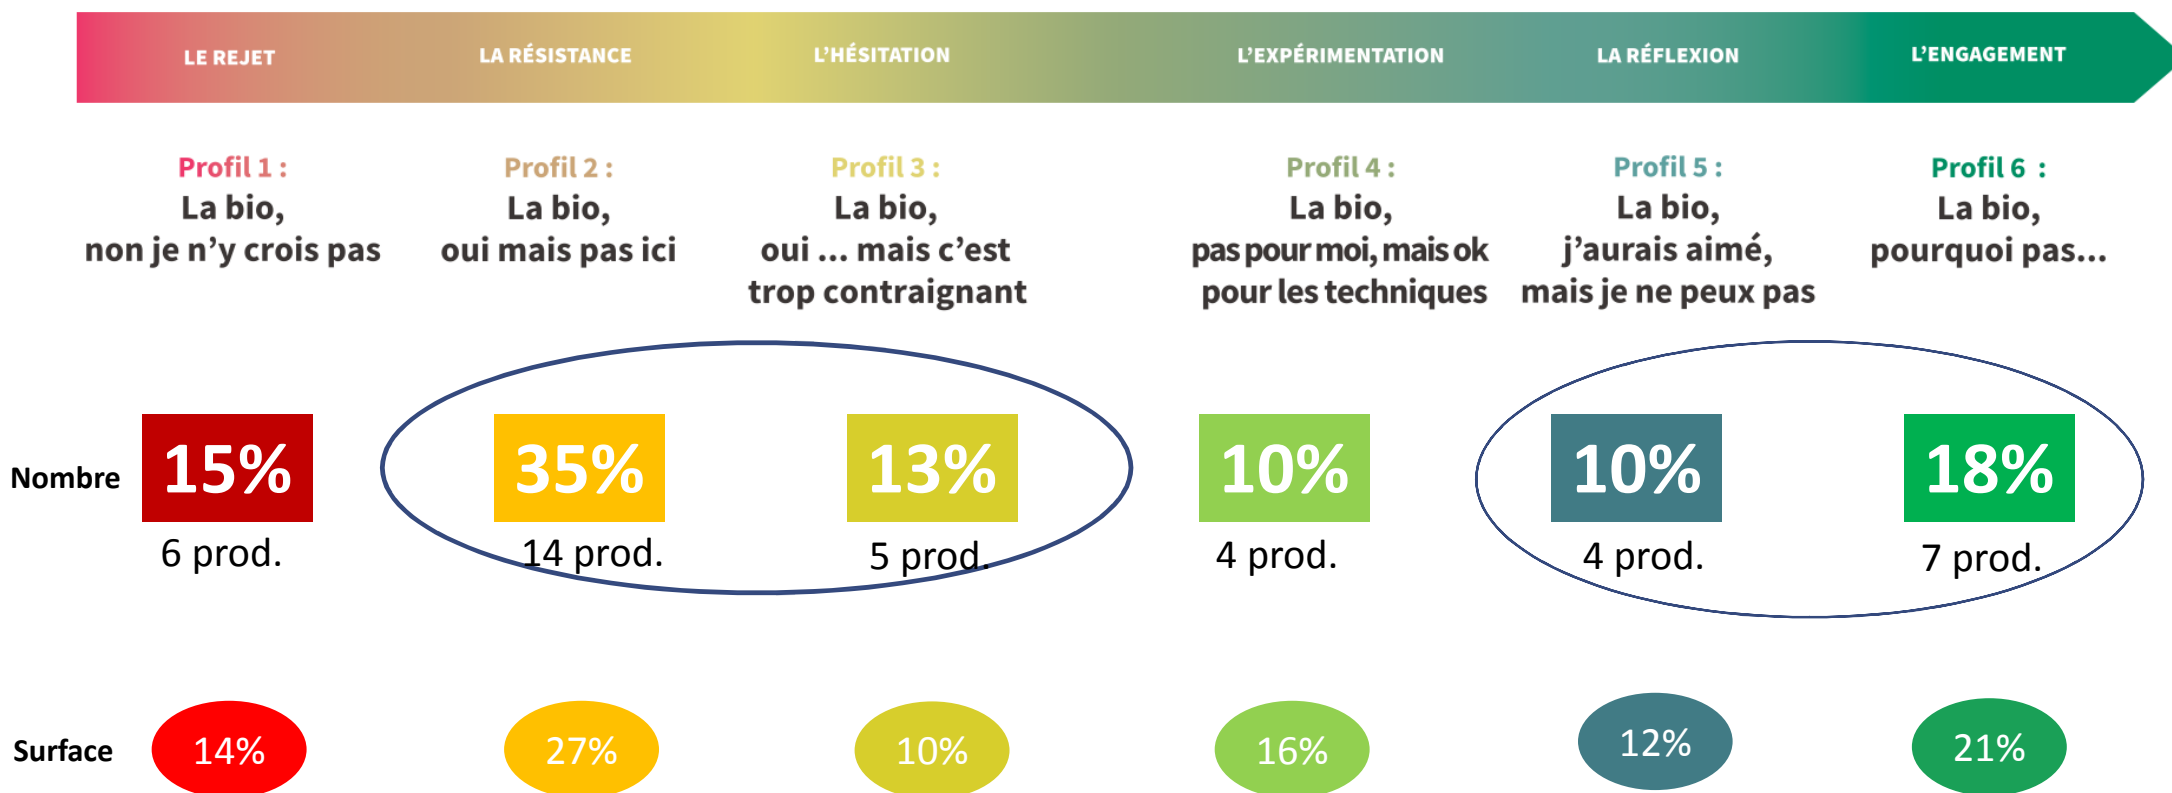 LE REJET
LA RÉSISTANCE
L'HÉSITATION
L'EXPÉRIMENTATION
LA RÉFLEXION
L'ENGAGEMENT
Profil 1 :
La bio,
non je n'y crois pas
Profil 2 :
La bio,
oui mais pas ici
Profil 3 :
La bio,
oui ... mais c'est
trop contraignant
Profil 4 :
La bio,
pas pour moi, mais ok
pour les techniques
Profil 5 :
La bio,
j'aurais aimé,
mais je ne peux pas
Profil 6 :
La bio,
pourquoi pas...
Nombre
15%
35%
13%
10%
10%
18%
6 prod.
14 prod.
5 prod.
4 prod.
4 prod.
7 prod.
Surface
14%
27%
10%
16%
12%
21%